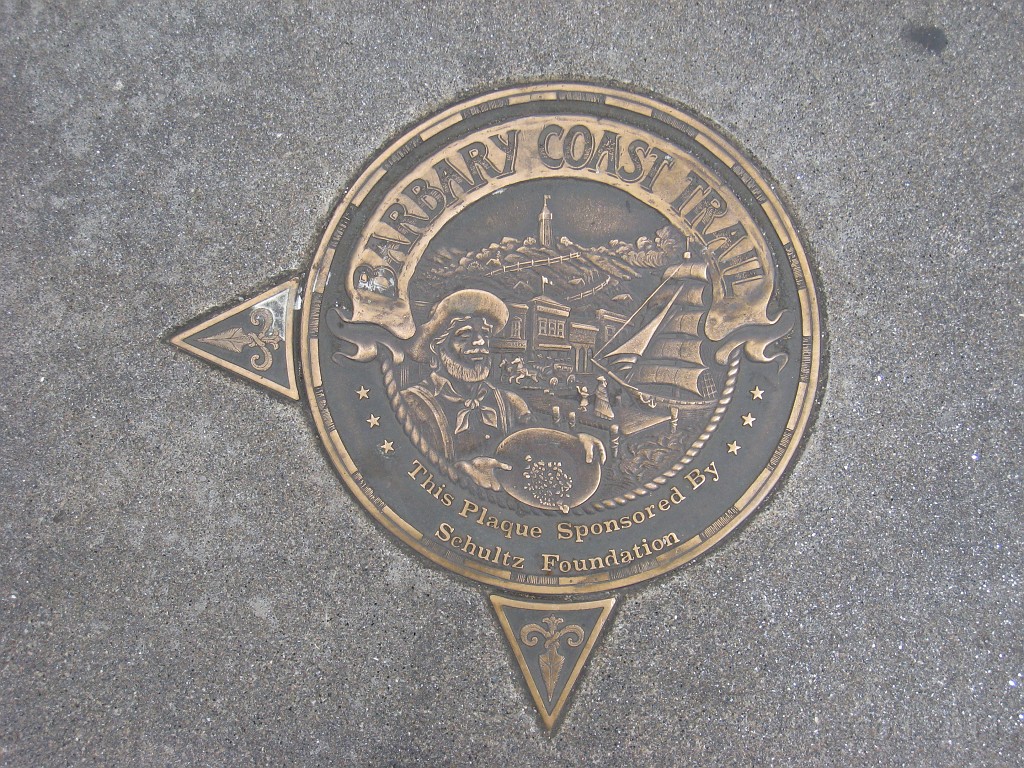 BARBARY COAST TRAIL
This Plaque Sponsored By
Schultz Foundation